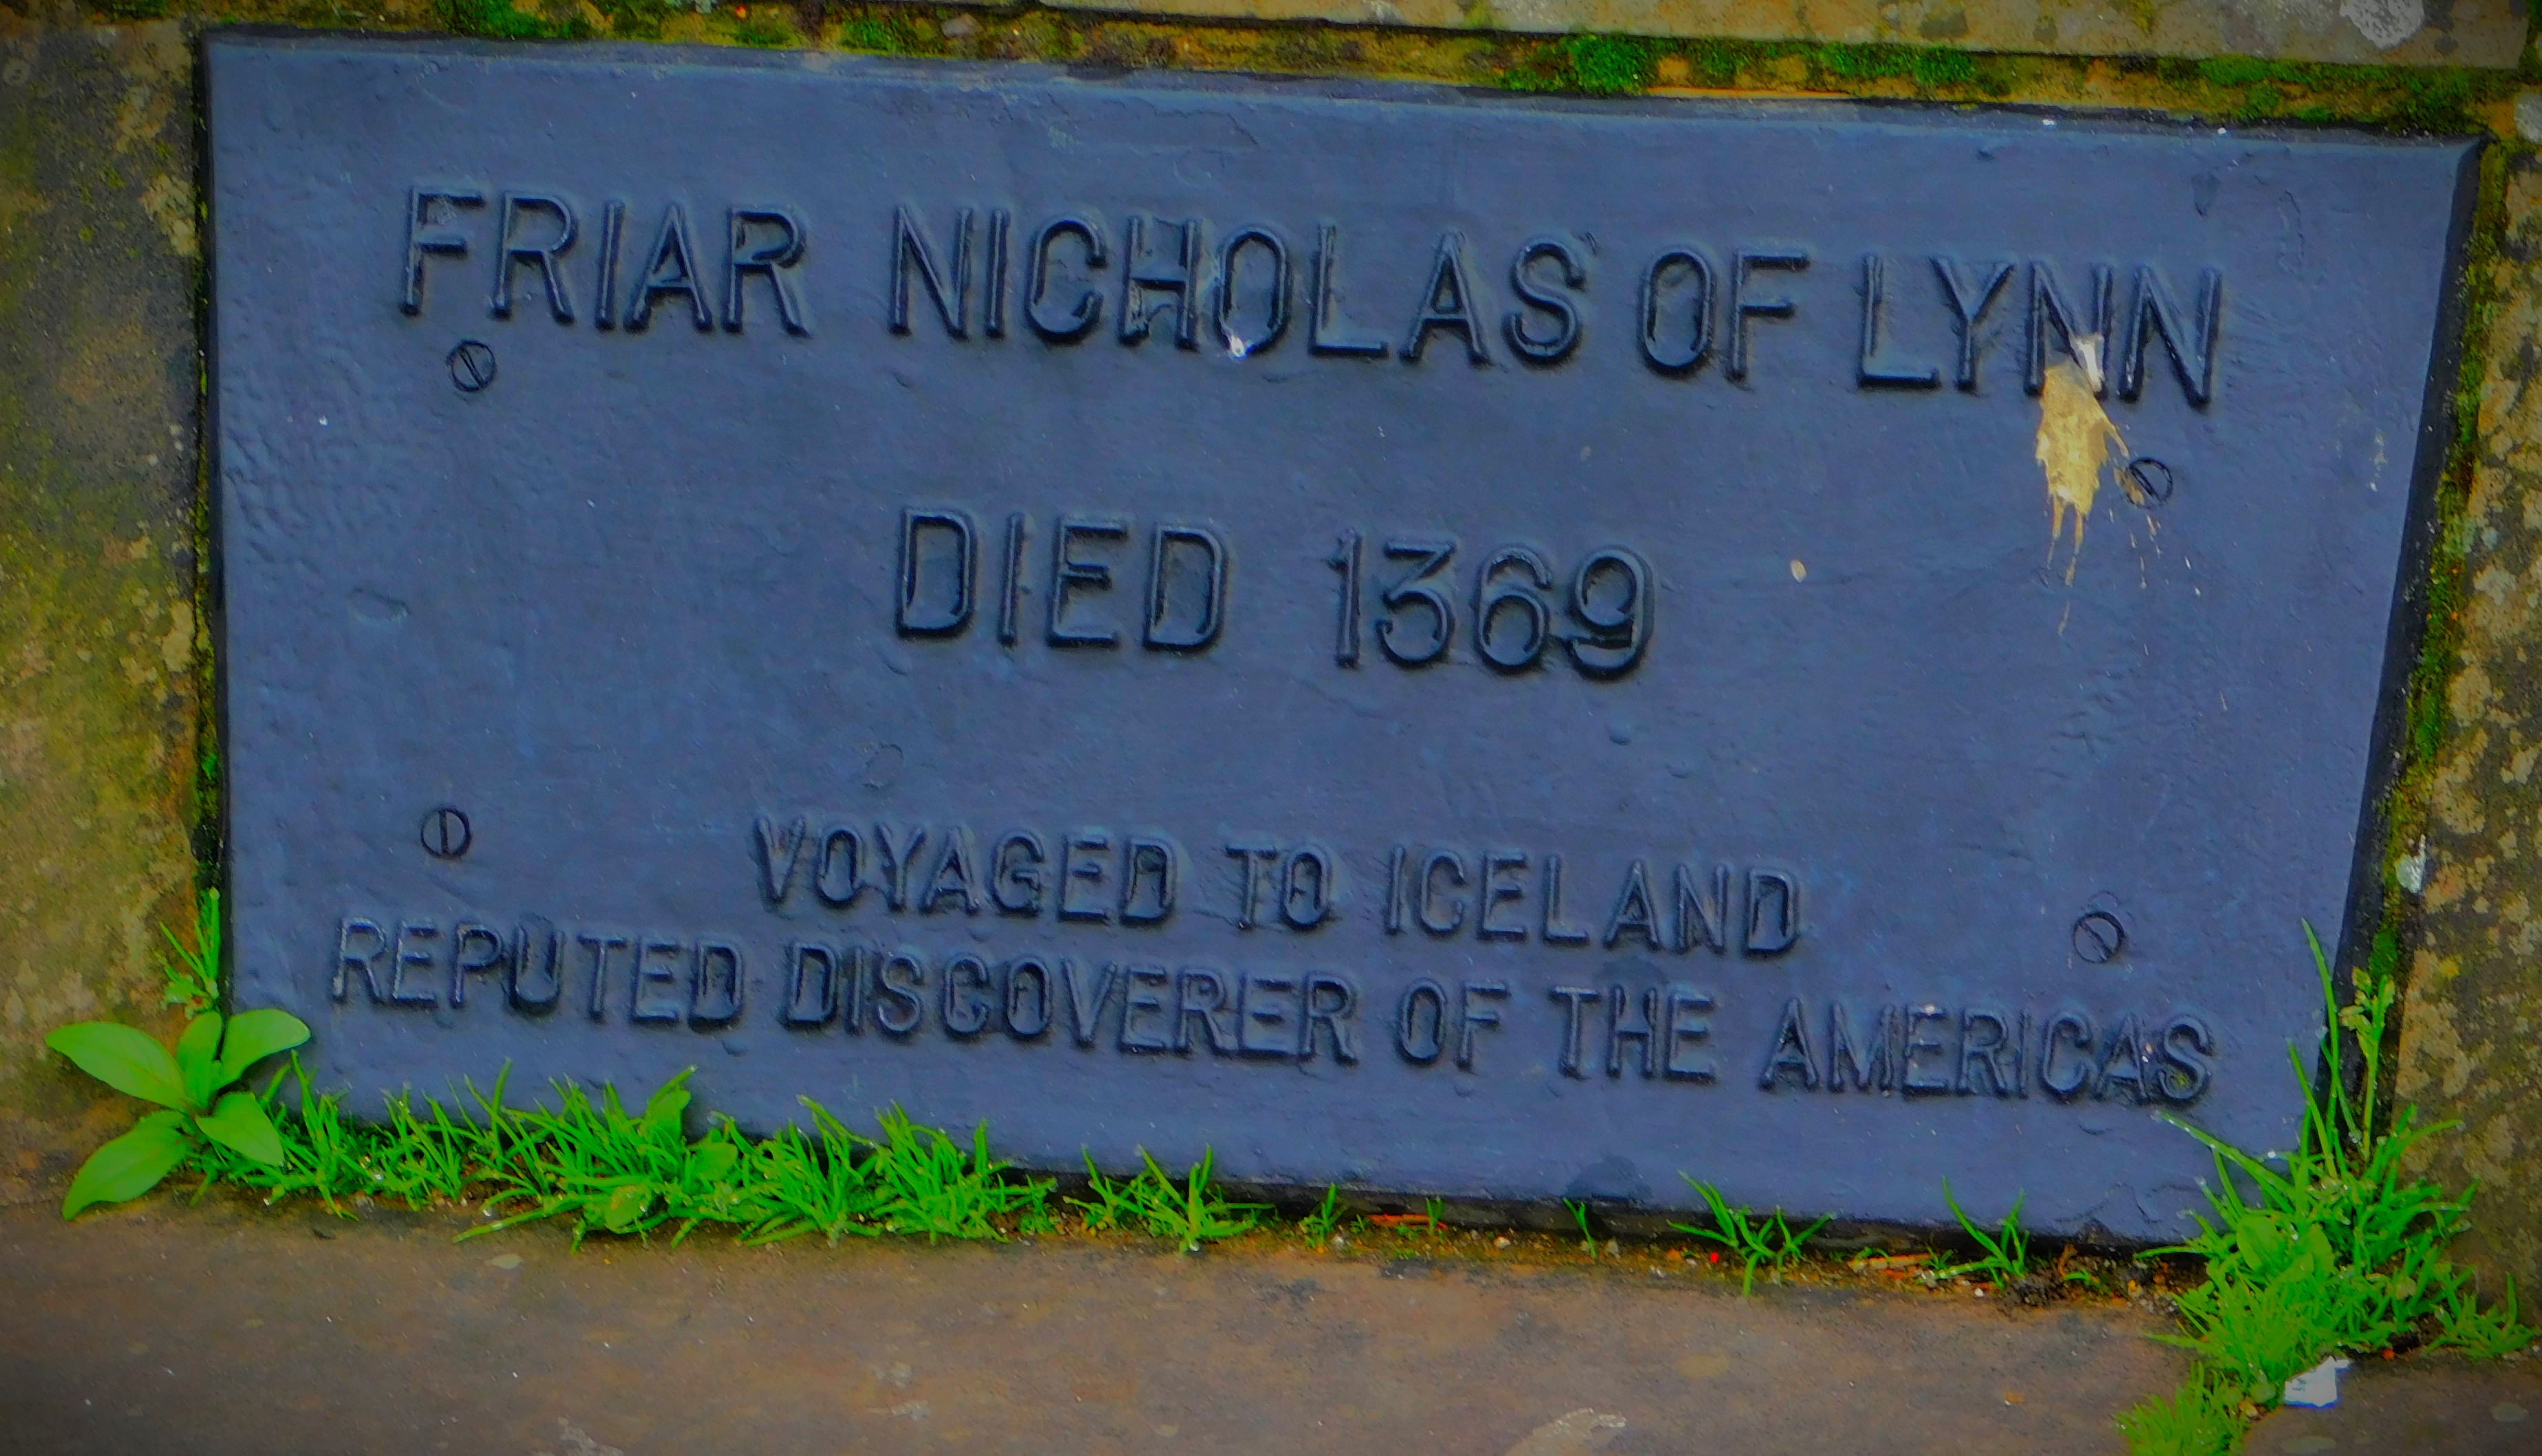 FRIAR NICHOLAS OF LYNN
DIED 1369
VOYAGED TO ICELAND
REPUTED DISCOVERER OF THE AMERICAS